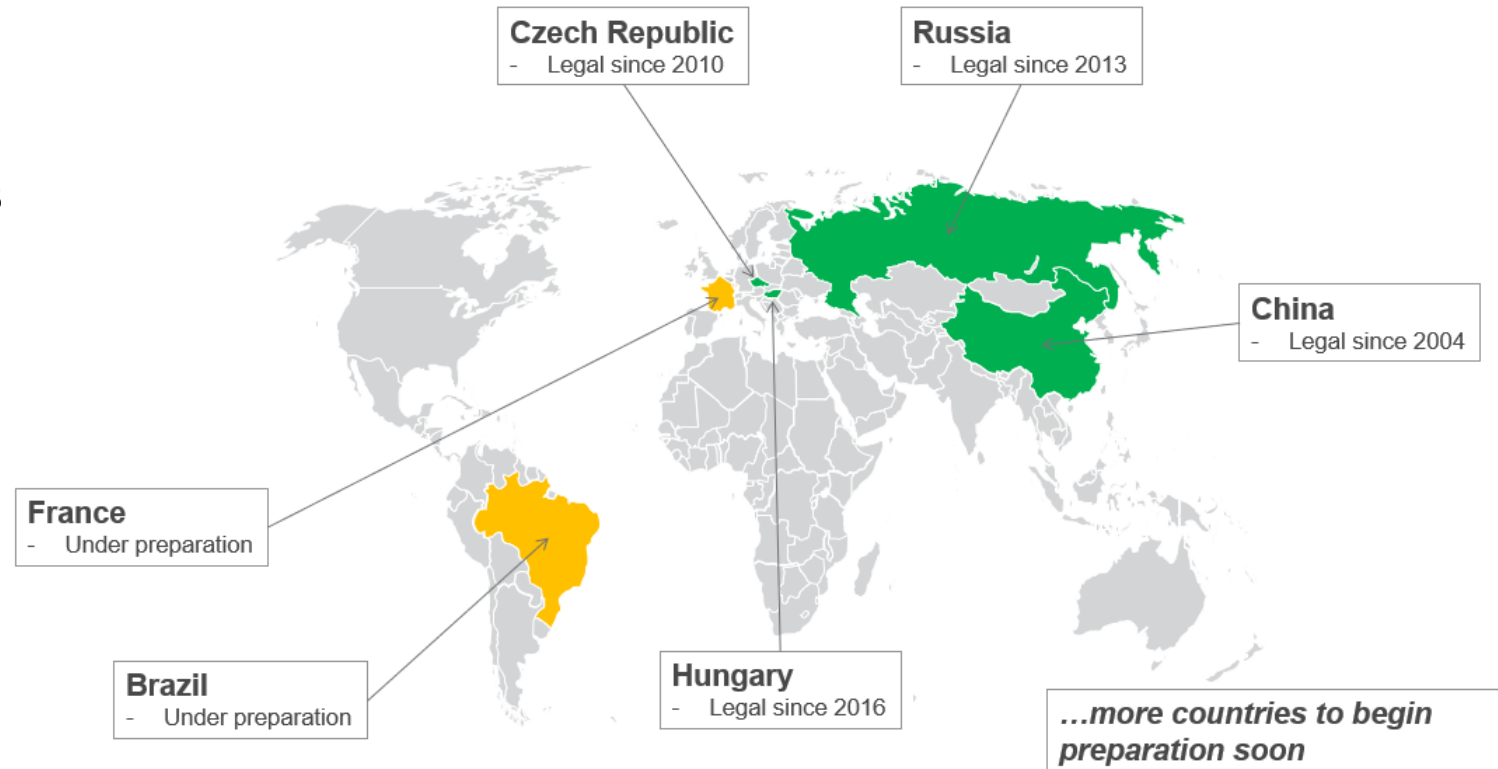 Czech Republic
- Legal since 2010
Russia
- Legal since 2013
China
- Legal since 2004
France
- Under preparation
Brazil
- Under preparation
Hungary
- Legal since 2016
...more countries to begin
preparation soon